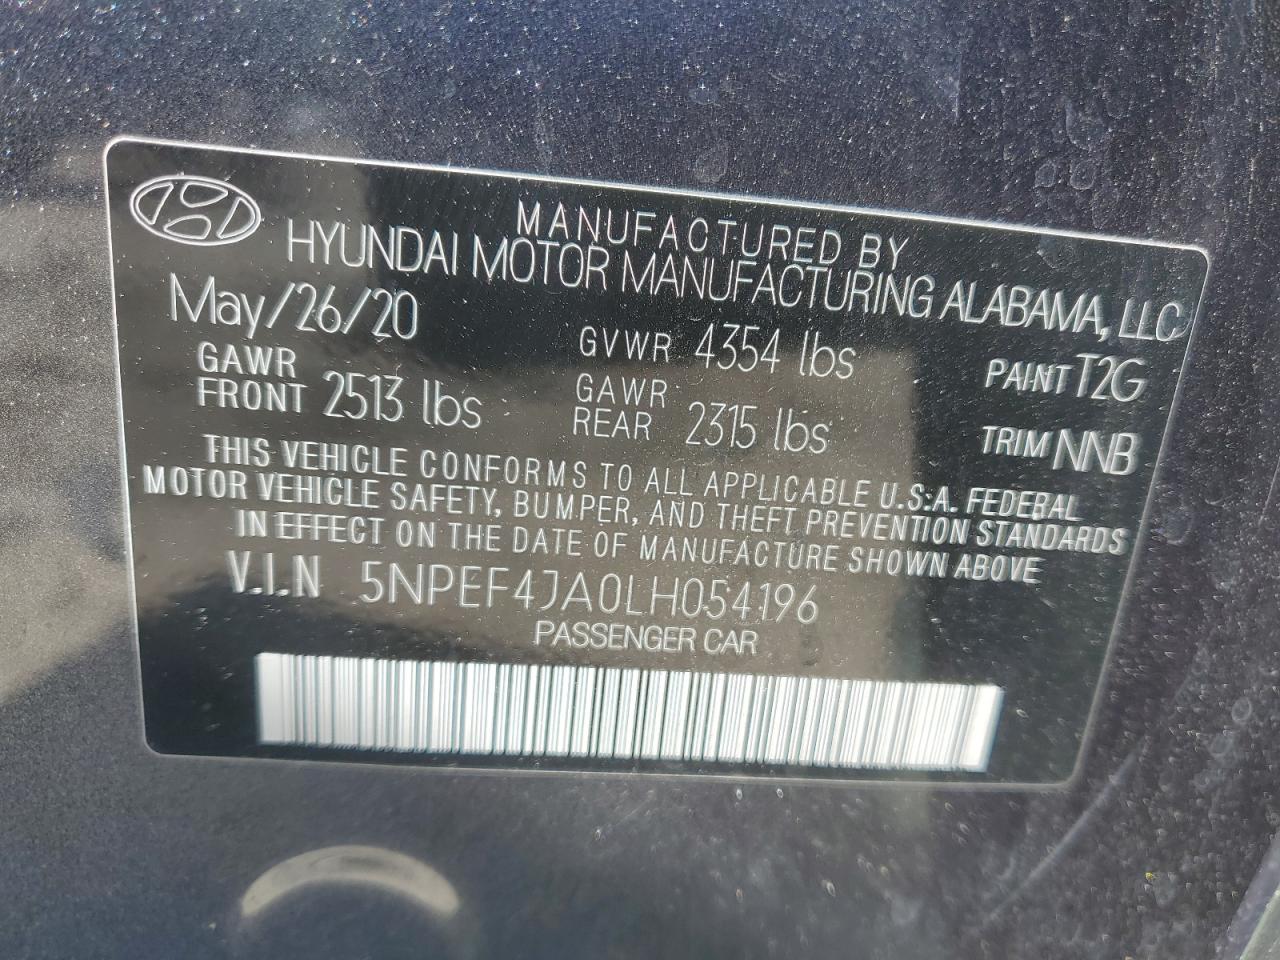 MANUFACTURED BY
HYUNDAI MOTOR MANUFACTURING ALABAMA, LLC
May/26/20 GVWR 4354 lbs PAINT T2G
GAWR FRONT 2513 lbs GAWR REAR 2315 lbs TRIM NNB
THIS VEHICLE CONFORMS TO ALL APPLICABLE U.S.A. FEDERAL
MOTOR VEHICLE SAFETY, BUMPER, AND THEFT PREVENTION STANDARDS
IN EFFECT ON THE DATE OF MANUFACTURE SHOWN ABOVE
V.I.N 5NPEF4JA0LH054196
PASSENGER CAR